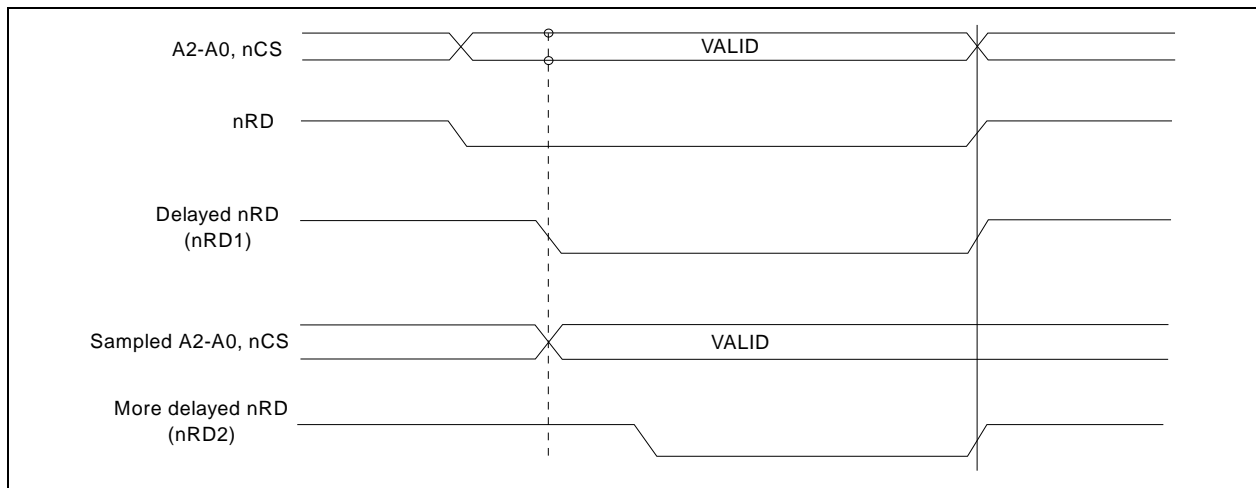 A2-A0, nCS
VALID
nRD
Delayed nRD
(nRD1)
Sampled A2-A0, nCS
VALID
More delayed nRD
(nRD2)